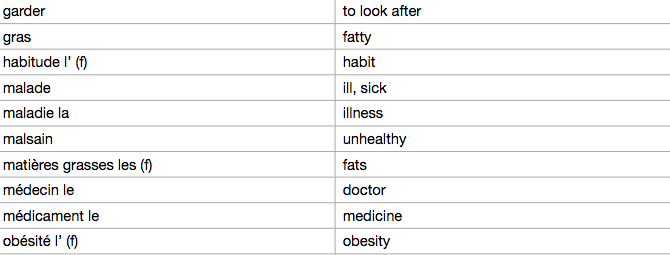 garder to look after
gras fatty
habitude l’ (f) habit
malade ill, sick
maladie la illness
malsain unhealthy
matières grasses les (f) fats
médecin le doctor
médicament le medicine
obésité l’ (f) obesity